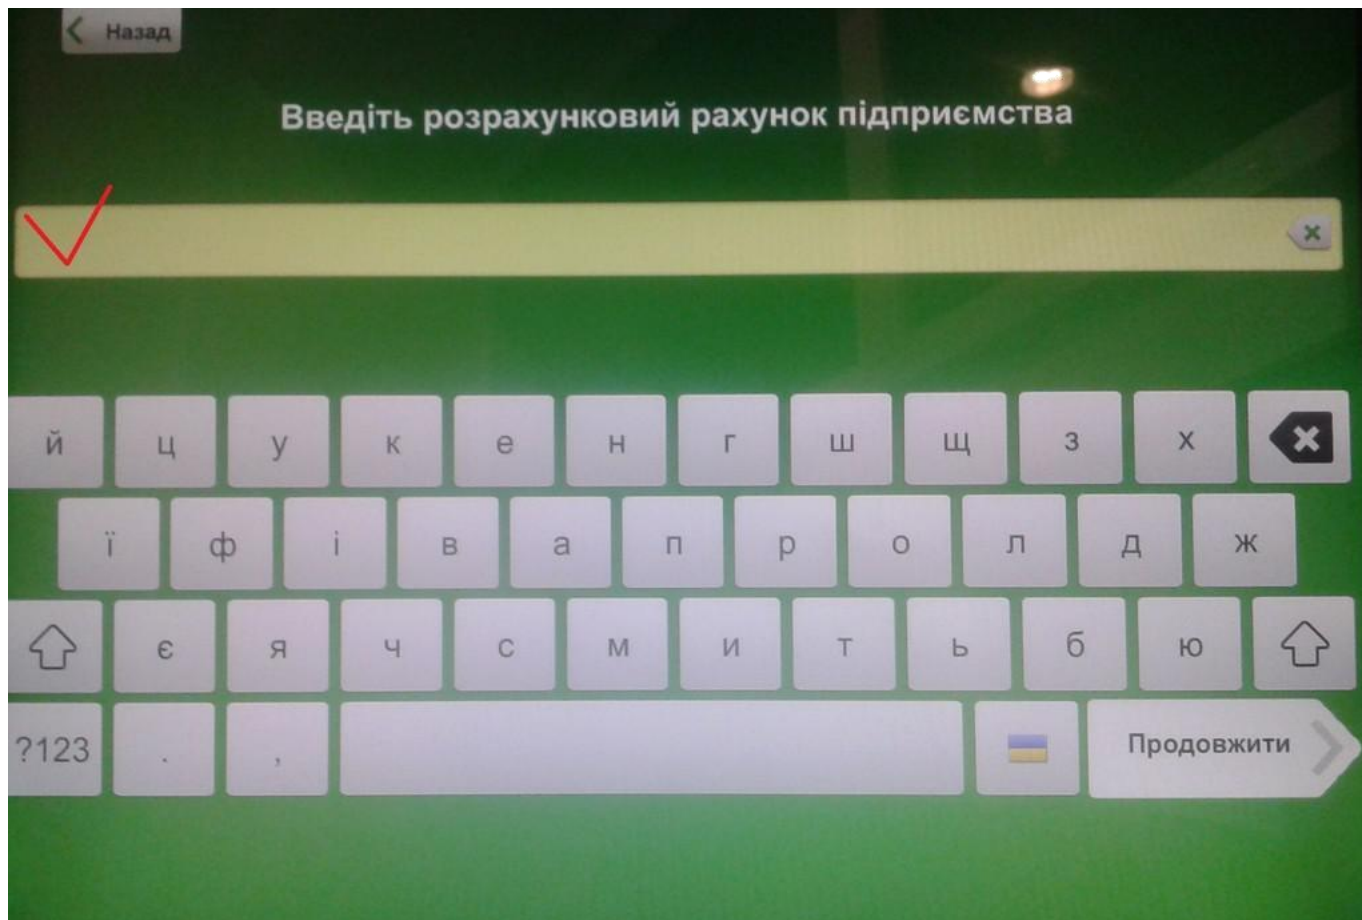 Назад
Введіть розрахунковий рахунок підприємства
й ц у к е н г ш щ з х
ї ф і в а п р о л д ж
є я ч с м и т ь б ю
?123 . , Продовжити